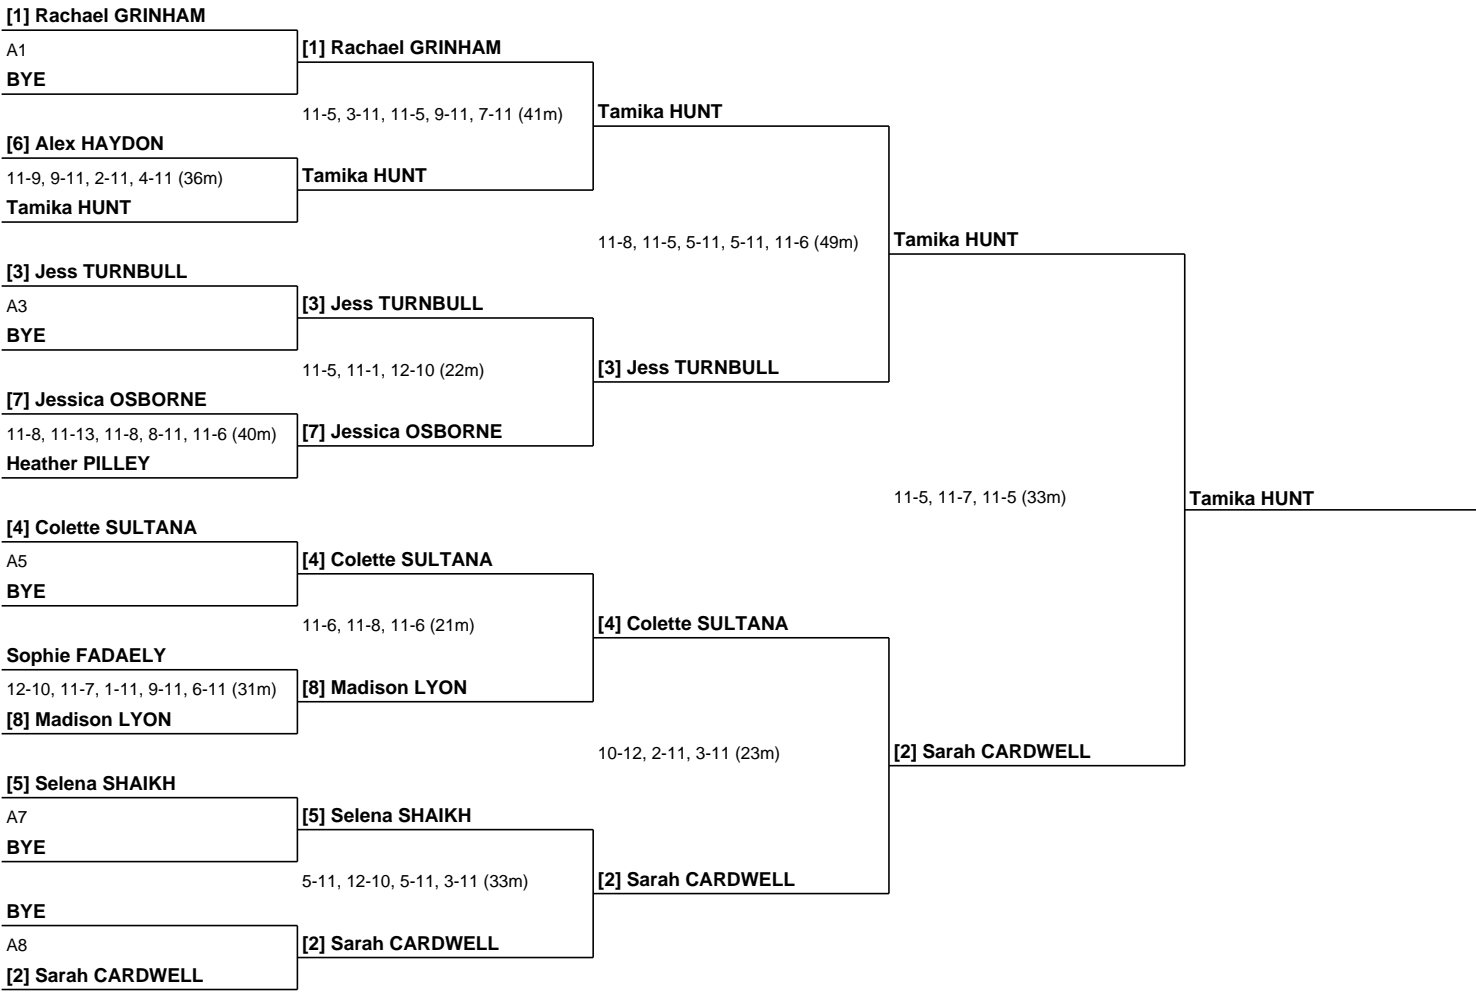 [1] Rachael GRINHAM
A1
BYE
[1] Rachael GRINHAM
11-5, 3-11, 11-5, 9-11, 7-11 (41m)
Tamika HUNT
[6] Alex HAYDON
11-9, 9-11, 2-11, 4-11 (36m)
Tamika HUNT
Tamika HUNT
11-8, 11-5, 5-11, 5-11, 11-6 (49m)
Tamika HUNT
[3] Jess TURNBULL
A3
BYE
[3] Jess TURNBULL
11-5, 11-1, 12-10 (22m)
[3] Jess TURNBULL
[7] Jessica OSBORNE
11-8, 11-13, 11-8, 8-11, 11-6 (40m)
Heather PILLEY
[7] Jessica OSBORNE
11-5, 11-7, 11-5 (33m)
Tamika HUNT
[4] Colette SULTANA
A5
BYE
[4] Colette SULTANA
11-6, 11-8, 11-6 (21m)
[4] Colette SULTANA
Sophie FADAELY
12-10, 11-7, 1-11, 9-11, 6-11 (31m)
[8] Madison LYON
[8] Madison LYON
10-12, 2-11, 3-11 (23m)
[2] Sarah CARDWELL
[5] Selena SHAIKH
A7
BYE
[5] Selena SHAIKH
5-11, 12-10, 5-11, 3-11 (33m)
[2] Sarah CARDWELL
BYE
A8
[2] Sarah CARDWELL
[2] Sarah CARDWELL